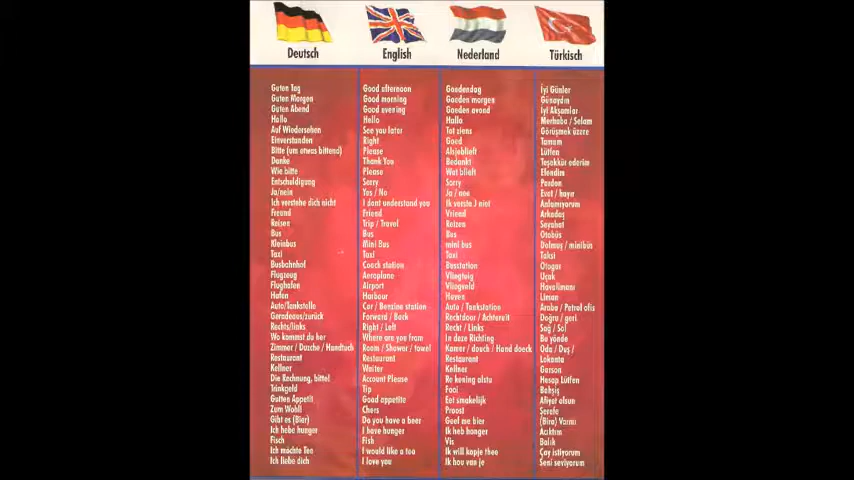 Deutsch English Nederland Türkisch
Guten Tag Good afternoon Goedendag İyi Günler
Guten Morgen Good morning Goeden morgen Günaydın
Guten Abend Good evening Goeden avond İyi Akşamlar
Hallo Hello Hallo Merhaba / Selam
Auf Wiedersehen See you later Tot ziens Görüşmek üzere
Einverstanden Right Goed Tamam
Bitte (um etwas bittend) Please Alsjeblieft Lütfen
Danke Thank You Bedankt Teşekkür ederim
Wie bitte Please Wat blieft Efendim
Entschuldigung Sorry Sorry Pardon
Ja/nein Yes / No Ja / nee Evet / hayır
Ich verstehe dich nicht I dant understand you Ik versta J niet Anlamıyorum
Freund Friend Vriend Arkadaş
Reisen Trip / Travel Reizen Seyahat
Bus Bus Bus Otobüs
Kleinbus Mini Bus mini bus Dolmuş / minibüs
Taxi Taxi Taxi Taksi
Busbahnhof Coach station Busstation Otogar
Flugzeug Aeroplane Vliegteig Uçak
Flughafen Airport Vliegveld Havalimanı
Hafen Harbour Haven Liman
Auto/Tankstelle Car / Benzine station Auto / Tankstation Araba / Petrol ofis
Geradeaus/zurück Forward / Back Rechtdoor / Achteruit Doğru / geri
Rechts/links Right / Left Recht / Links Sağ / Sol
Wo kommst du her Where are you from In deze Richting Bu yönde
Zimmer / Dusche / Handtuch Room / Shower / towel Kamer / douch / Hand doeck Oda / Duş /
Restaurant Restaurant Restaurant Lokanta
Kellner Waiter Kellner Garson
Die Rechnung, bitte! Account Please Re kening alstu Hesap Lütfen
Trinkgeld Tip Fooi Bahşiş
Gutten Appetit Good appetite Eet smakelijk Afiyet olsun
Zum Wohl! Chers Proost Şerefe
Gibt es (Bier) Do you have a beer Geef me bier (Bira) Varmı
Ich habe hunger I have hunger Ik heb honger Acıktım
Fisch Fish Vis Balık
Ich möchte Tee I would like a tea Ik will kopje thee Çay istiyorum
Ich liebe dich I love you Ik hou van je Seni seviyorum